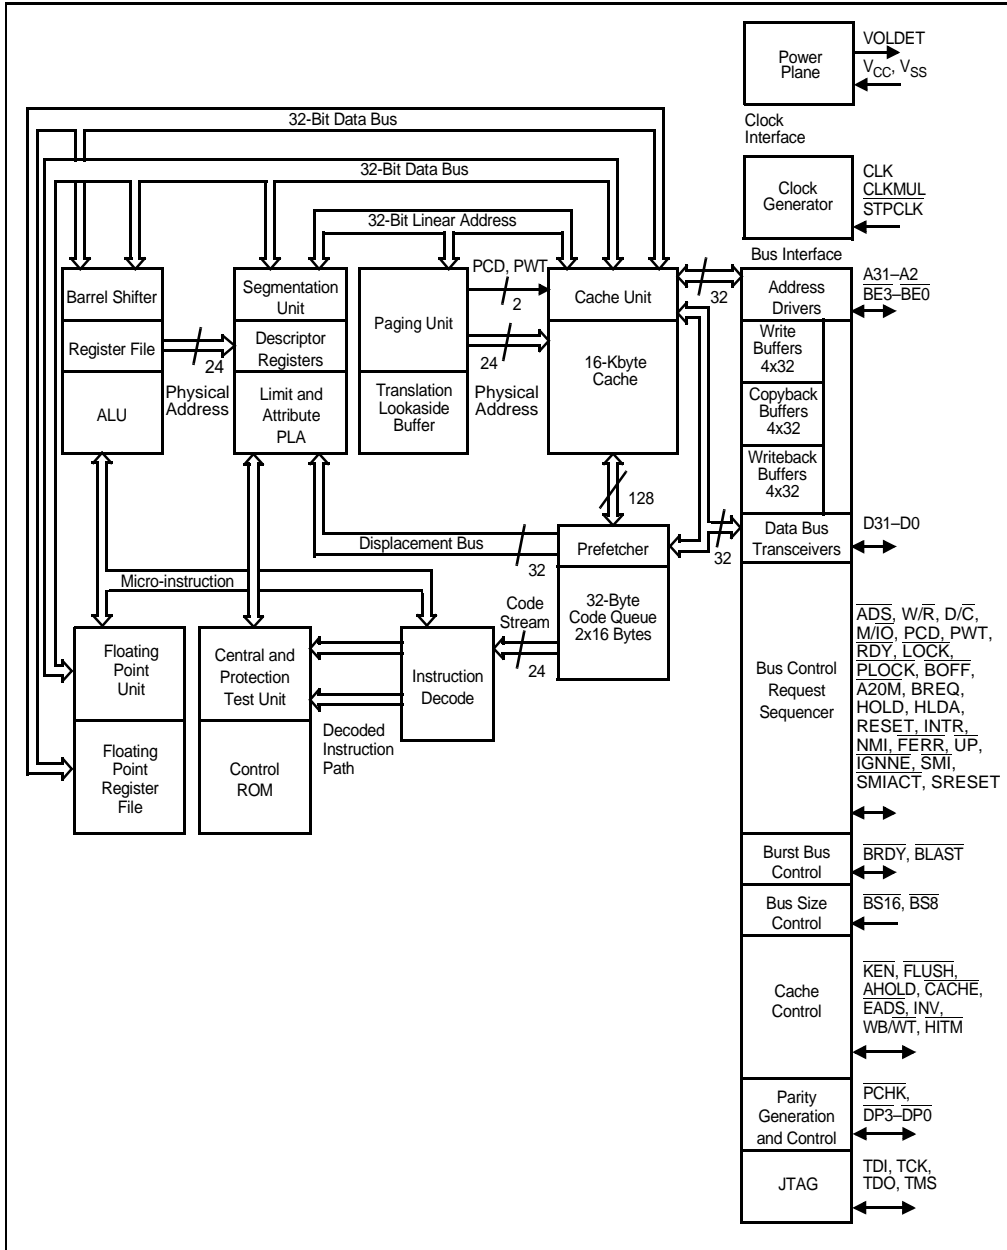 Power
Plane
VOLDET
VCC, VSS
Clock
Interface
Clock
Generator
CLK
CLKMUL
STPCLK
Bus Interface
32-Bit Data Bus
32-Bit Data Bus
32-Bit Linear Address
PCD, PWT
2
Barrel Shifter
Register File
ALU
24
Physical
Address
Segmentation
Unit
Descriptor
Registers
Limit and
Attribute
PLA
Paging Unit
Translation
Lookaside
Buffer
24
Physical
Address
Cache Unit
16-Kbyte
Cache
32
Address
Drivers
A31–A2
BE3–BE0
Write
Buffers
4x32
Copyback
Buffers
4x32
Writeback
Buffers
4x32
128
Displacement Bus
32
Prefetcher
32
Data Bus
Transceivers
D31–D0
Micro-instruction
32-Byte
Code Queue
2x16 Bytes
Code
Stream
24
Floating
Point
Unit
Floating
Point
Register
File
Central and
Protection
Test Unit
Control
ROM
Instruction
Decode
Decoded
Instruction
Path
Bus Control
Request
Sequencer
ADS, W/R, D/C,
M/IO, PCD, PWT,
RDY, LOCK,
PLOCK, BOFF,
A20M, BREQ,
HOLD, HLDA,
RESET, INTR,
NMI, FERR, UP,
IGNNE, SMI,
SMIACT, SRESET
Burst Bus
Control
BRDY, BLAST
Bus Size
Control
BS16, BS8
Cache
Control
KEN, FLUSH,
AHOLD, CACHE,
EADS, INV,
WB/WT, HITM
Parity
Generation
and Control
PCHK,
DP3–DP0
JTAG
TDI, TCK,
TDO, TMS